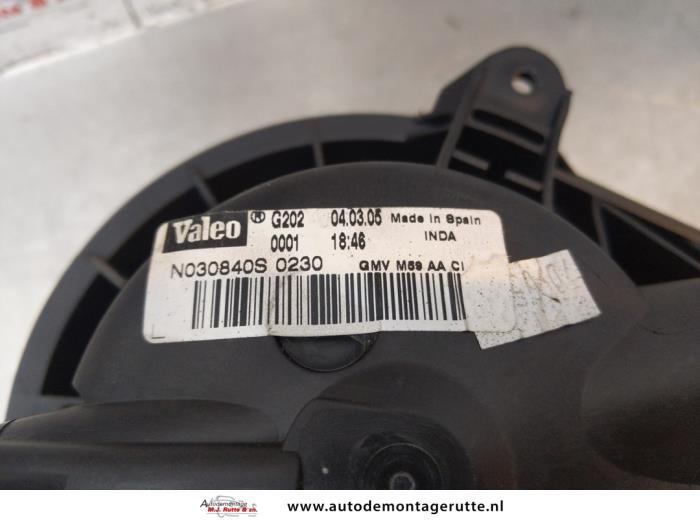 Valeo ® G202 04.03.05 Made in Spain
0001 18:46 INDA
N030840S 0230 GMV M59 AA CI
Autodemontage
M.J. Rutte & zn.
www.autodemontagerutte.nl